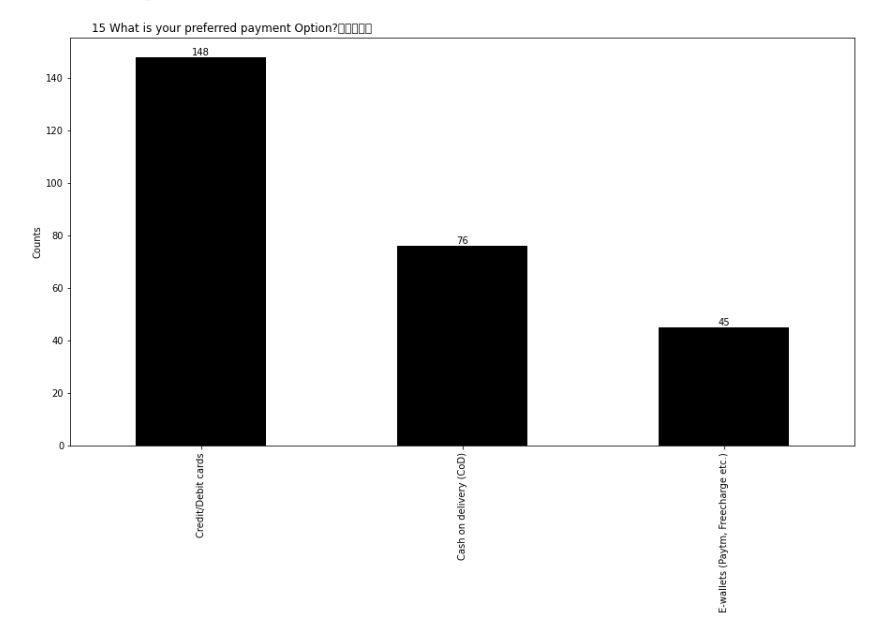 15 What is your preferred payment Option?
148
140
120
100
80
60
40
20
0
76
45
Counts
Credit/Debit cards
Cash on delivery (CoD)
E-wallets (Paytm, Freecharge etc.)